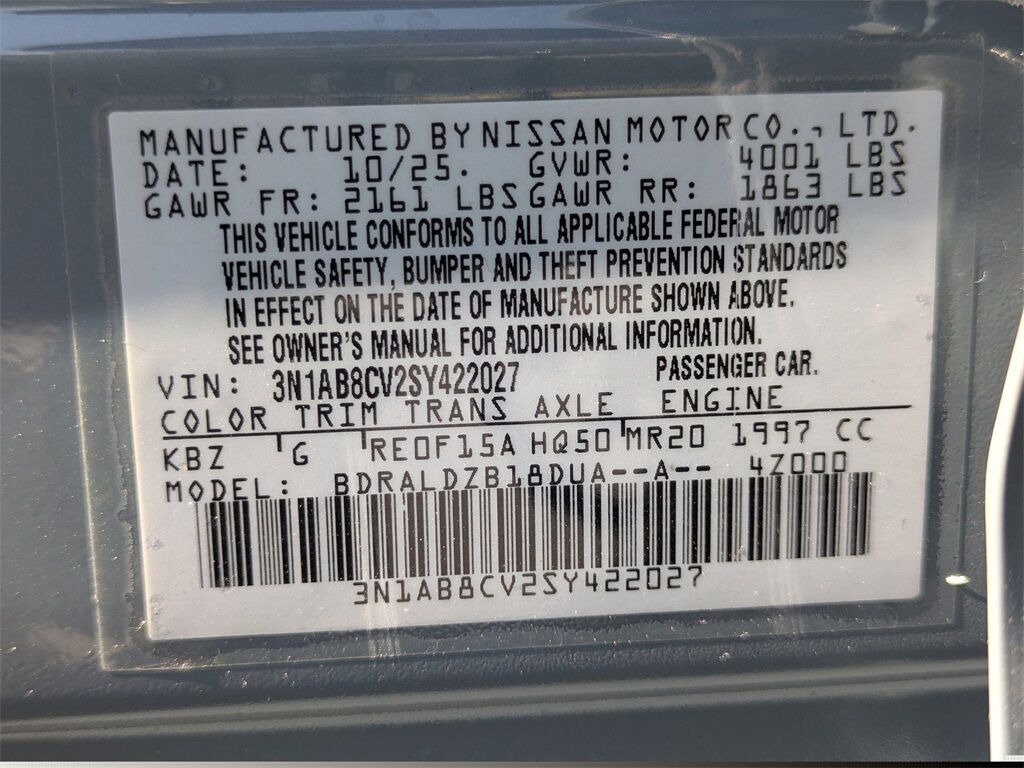 MANUFACTURED BY NISSAN MOTOR CO., LTD.
DATE: 10/25. GVWR: 4001 LBS
GAWR FR: 2161 LBS GAWR RR: 1863 LBS
THIS VEHICLE CONFORMS TO ALL APPLICABLE FEDERAL MOTOR
VEHICLE SAFETY, BUMPER AND THEFT PREVENTION STANDARDS
IN EFFECT ON THE DATE OF MANUFACTURE SHOWN ABOVE.
SEE OWNER'S MANUAL FOR ADDITIONAL INFORMATION.
VIN: 3N1AB8CV2SY422027 PASSENGER CAR.
COLOR TRIM TRANS AXLE ENGINE
KBZ G RE0F15A HQ50 MR20 1997 CC
MODEL: BDRALDZB18DUA--A-- 4Z000
3N1AB8CV2SY422027